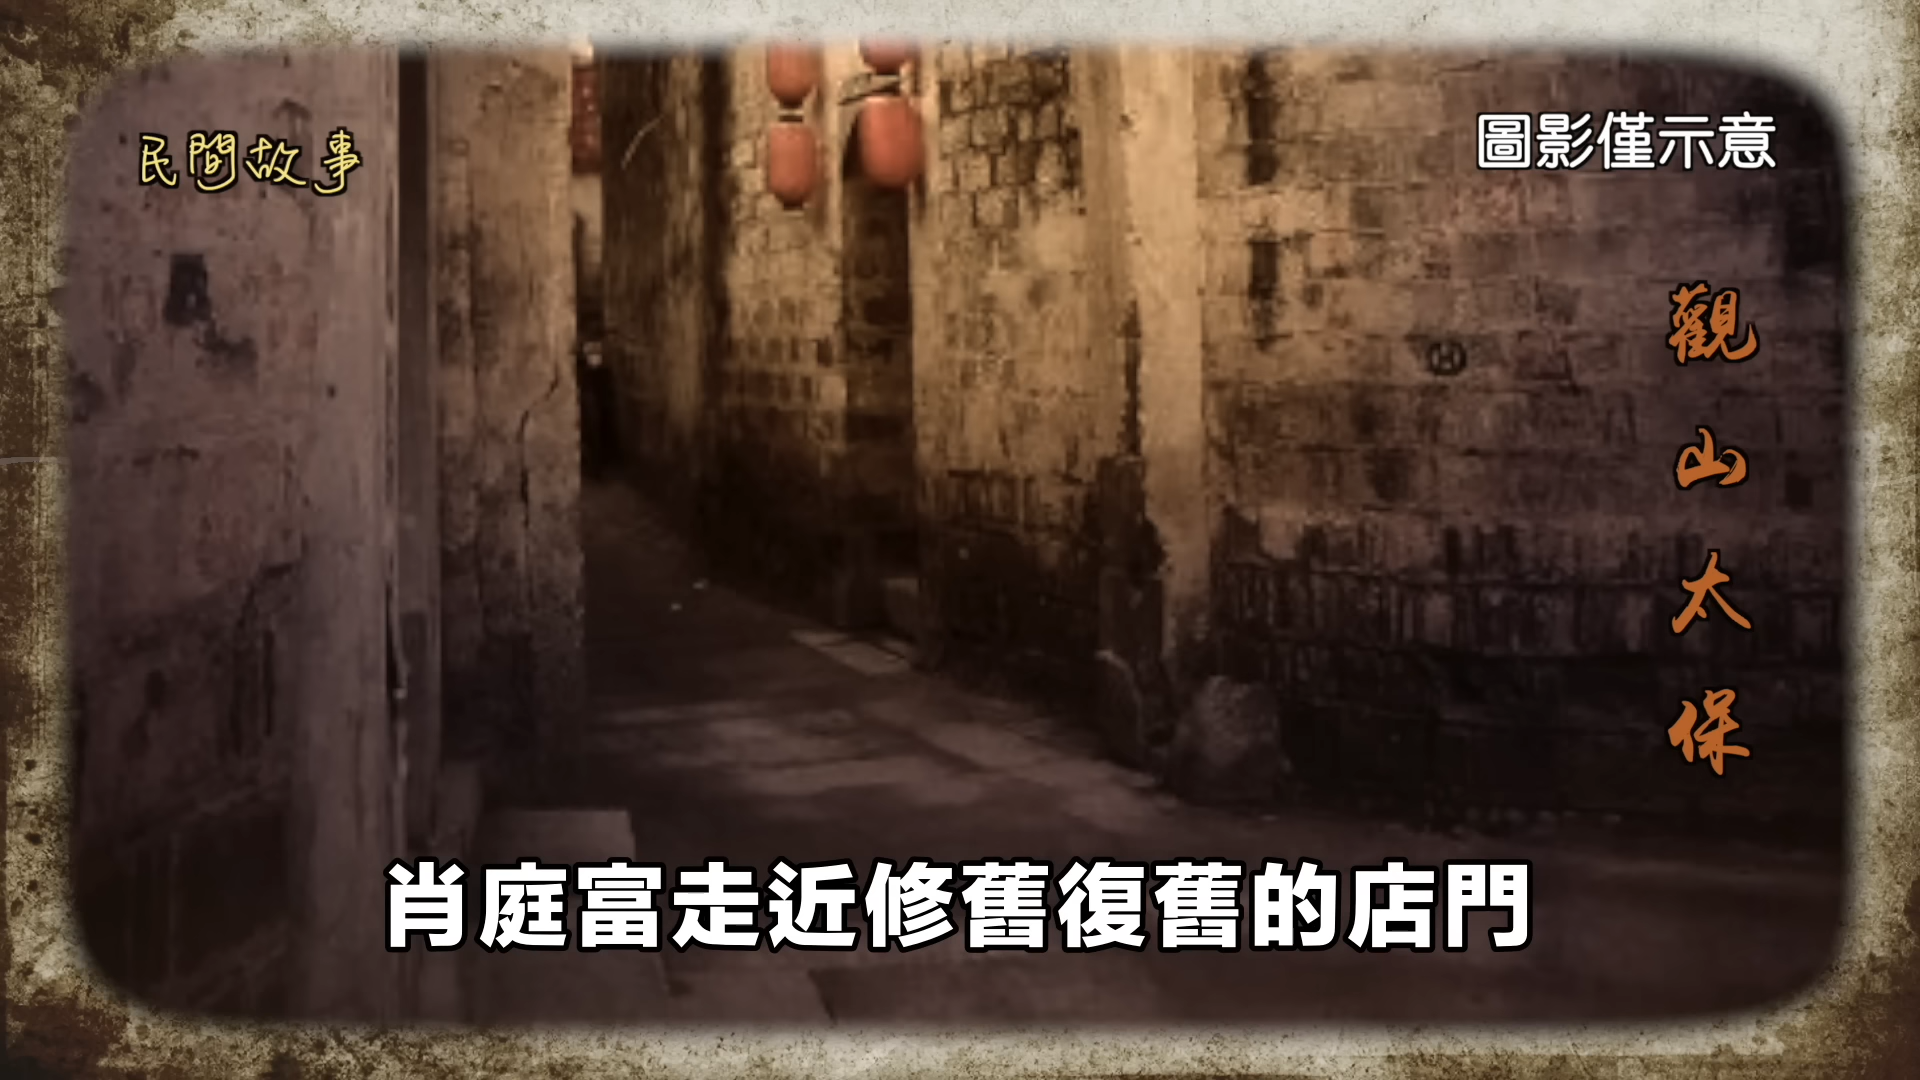 民間故事
圖影僅示意
觀山太保
肖庭富走近修舊復舊的店門